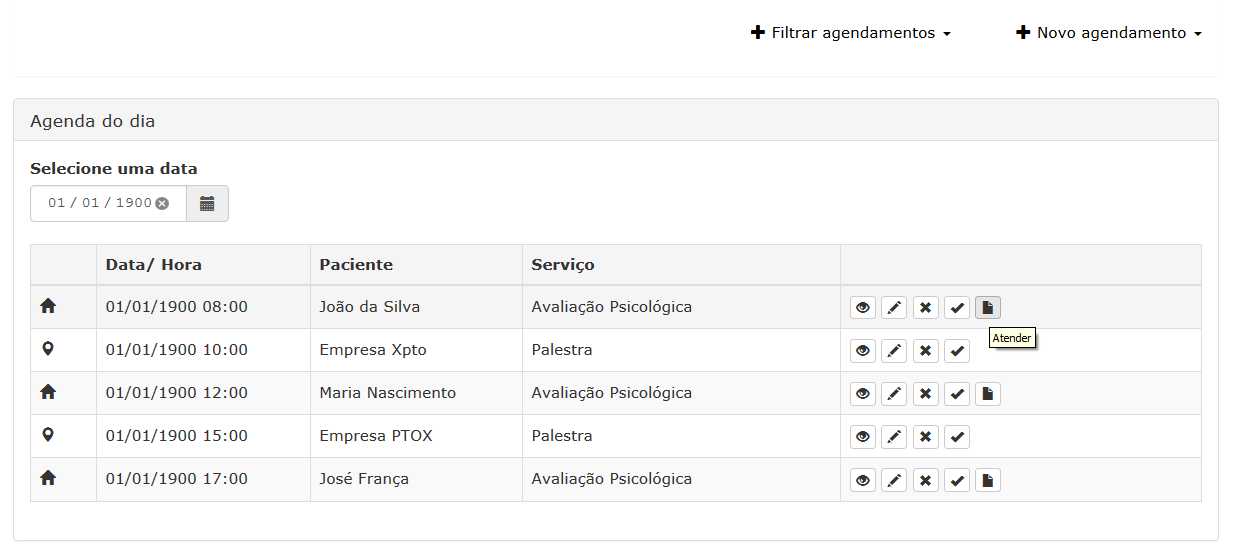 Filtrar agendamentos Novo agendamento
Agenda do dia
Selecione uma data
01 / 01 / 1900
Data/ Hora Paciente Serviço
01/01/1900 08:00 João da Silva Avaliação Psicológica
Atender
01/01/1900 10:00 Empresa Xpto Palestra
01/01/1900 12:00 Maria Nascimento Avaliação Psicológica
01/01/1900 15:00 Empresa PTOX Palestra
01/01/1900 17:00 José França Avaliação Psicológica